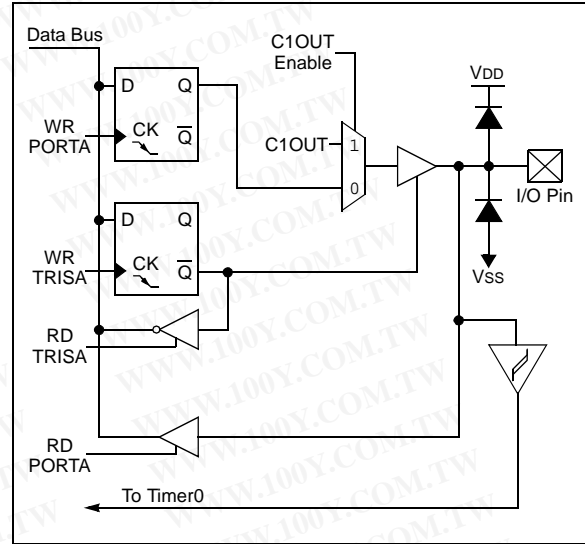 Data Bus
C1OUT
Enable
VDD
D Q
WR
PORTA
CK
Q
C1OUT
1
0
I/O Pin
D Q
WR
TRISA
CK
Q
VSS
RD
TRISA
RD
PORTA
To Timer0
WWW.100Y.COM.TW